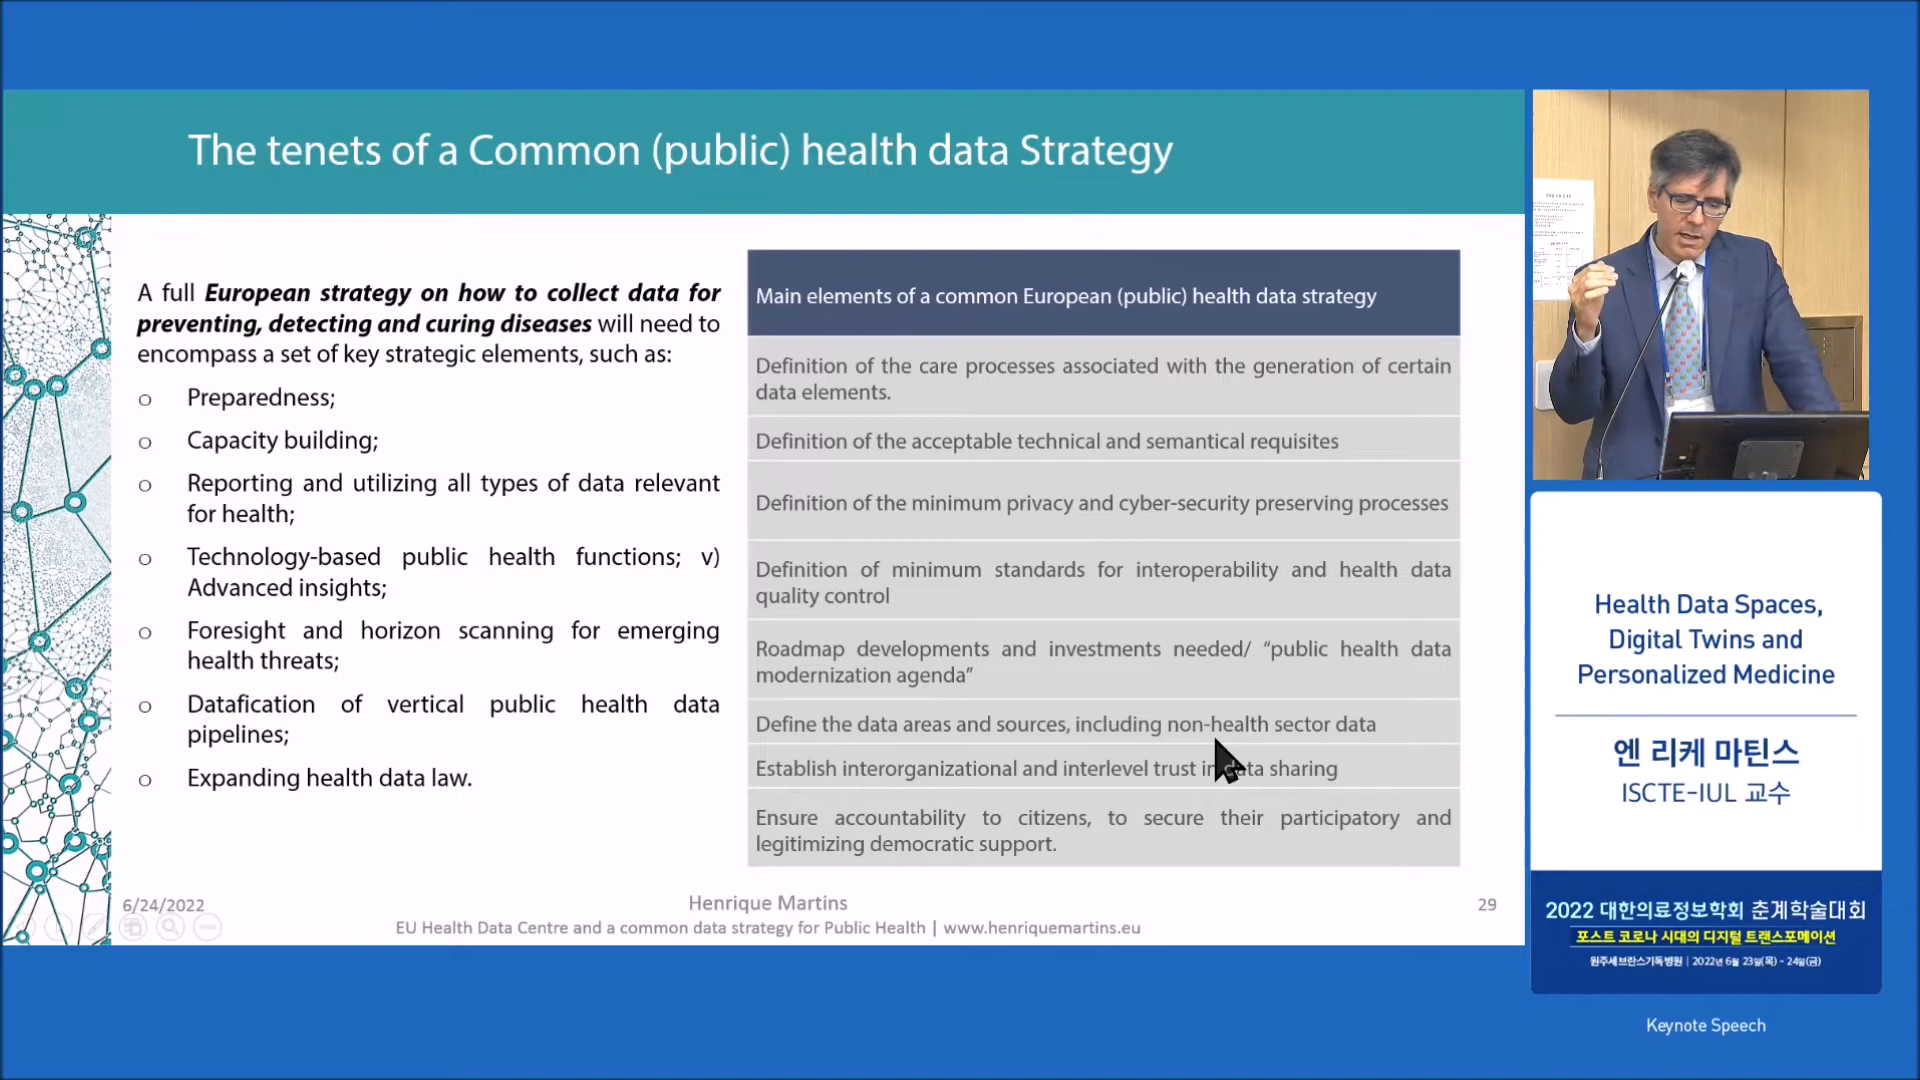 The tenets of a Common (public) health data Strategy
A full European strategy on how to collect data for
preventing, detecting and curing diseases will need to
encompass a set of key strategic elements, such as:
o Preparedness;
o Capacity building;
o Reporting and utilizing all types of data relevant
for health;
o Technology-based public health functions; v)
Advanced insights;
o Foresight and horizon scanning for emerging
health threats;
o Datafication of vertical public health data
pipelines;
o Expanding health data law.
Main elements of a common European (public) health data strategy
Definition of the care processes associated with the generation of certain
data elements.
Definition of the acceptable technical and semantical requisites
Definition of the minimum privacy and cyber-security preserving processes
Definition of minimum standards for interoperability and health data
quality control
Roadmap developments and investments needed/ “public health data
modernization agenda”
Define the data areas and sources, including non-health sector data
Establish interorganizational and interlevel trust in data sharing
Ensure accountability to citizens, to secure their participatory and
legitimizing democratic support.
6/24/2022
Henrique Martins
29
EU Health Data Centre and a common data strategy for Public Health | www.henriquemartins.eu
Health Data Spaces,
Digital Twins and
Personalized Medicine
엔 리케 마틴스
ISCTE-IUL 교수
2022 대한의료정보학회 춘계학술대회
포스트 코로나 시대의 디지털 트랜스포메이션
원주세브란스기독병원 | 2022년 6월 23일(목) - 24일(금)
Keynote Speech